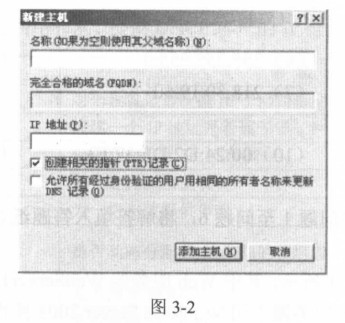 新建主机
名称(如果为空则使用其父域名称)(N):
完全合格的域名(FQDN):
IP 地址(P):
创建相关的指针(PTR)记录(C)
允许所有经过身份验证的用户用相同的所有者名称来更新
DNS 记录(O)
添加主机(H)
取消
图 3-2